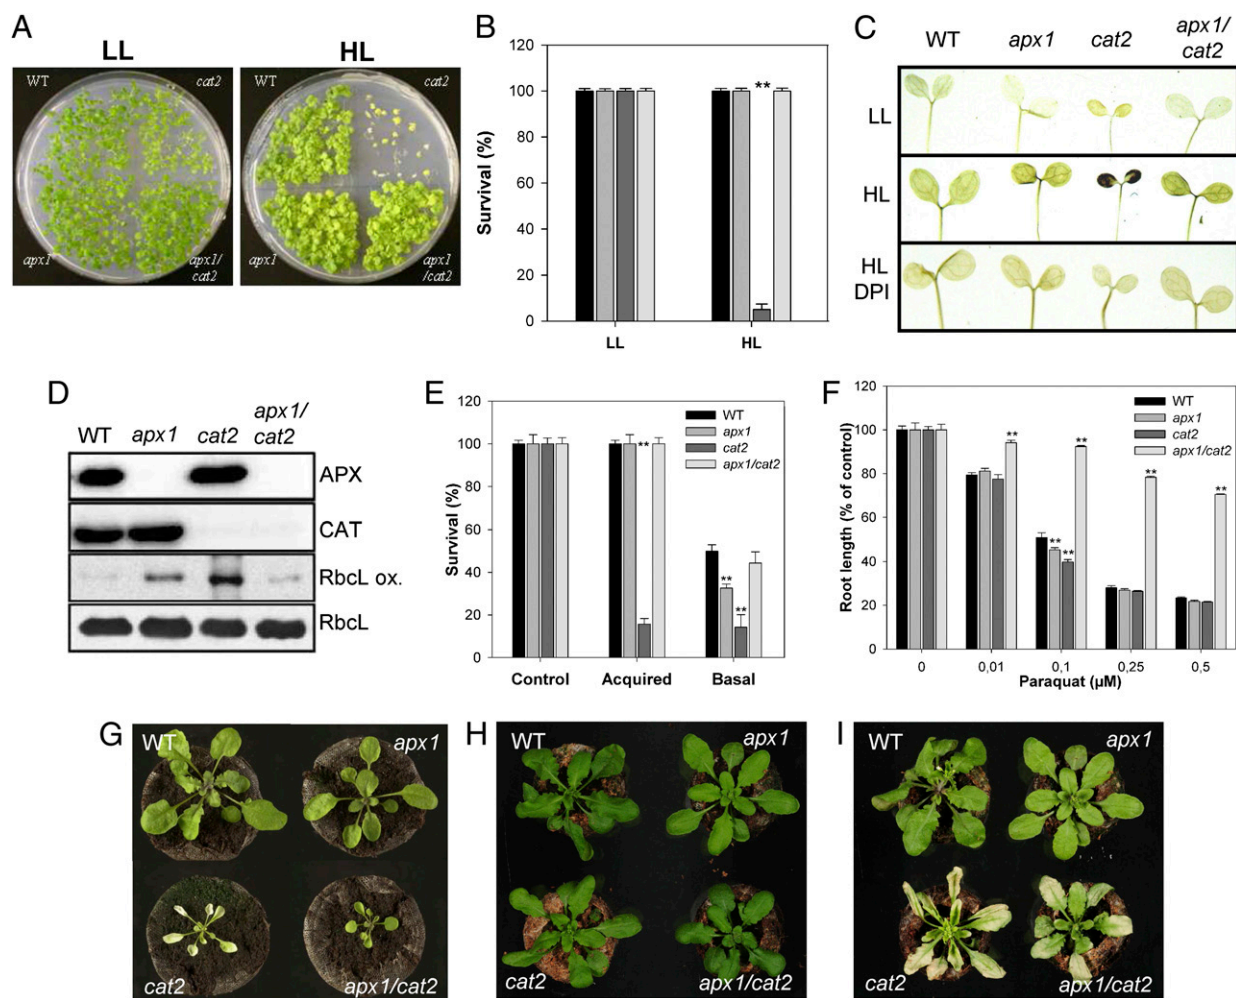 A
LL
HL
WT
cat2
apx1
apx1/
cat2
WT
cat2
apx1
apx1
/cat2
B
Survival (%)
120
100
80
60
40
20
0
**
LL
HL
C
WT
apx1
cat2
apx1/
cat2
LL
HL
HL
DPI
D
WT
apx1
cat2
apx1/
cat2
APX
CAT
RbcL ox.
RbcL
E
Survival (%)
120
100
80
60
40
20
0
WT
apx1
cat2
apx1/cat2
**
**
**
Control
Acquired
Basal
F
Root length (% of control)
120
100
80
60
40
20
0
WT
apx1
cat2
apx1/cat2
**
**
**
**
**
**
0
0,01
0,1
0,25
0,5
Paraquat (µM)
G
WT
apx1
cat2
apx1/cat2
H
WT
apx1
cat2
apx1/cat2
I
WT
apx1
cat2
apx1/cat2